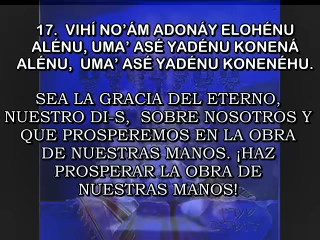 17. VIHÍ NO’ÁM ADONÁY ELOHÉNU
ALÉNU, UMA’ ASÉ YADÉNU KONENÁ
ALÉNU, UMA’ ASÉ YADÉNU KONENÉHU.
SEA LA GRACIA DEL ETERNO,
NUESTRO DI-S, SOBRE NOSOTROS Y
QUE PROSPEREMOS EN LA OBRA
DE NUESTRAS MANOS. ¡HAZ
PROSPERAR LA OBRA DE
NUESTRAS MANOS!